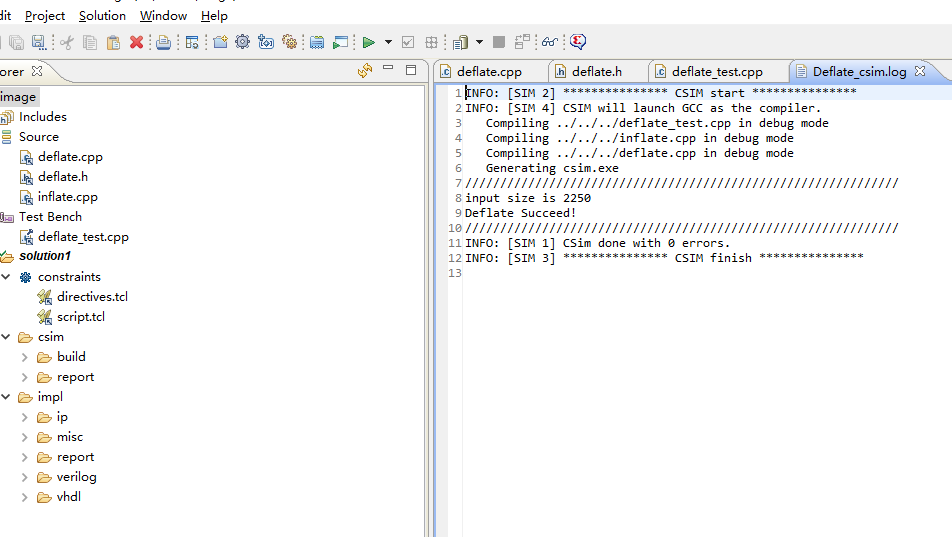 dit Project Solution Window Help
orer
image
Includes
Source
deflate.cpp
deflate.h
inflate.cpp
Test Bench
deflate_test.cpp
solution1
constraints
directives.tcl
script.tcl
csim
build
report
impl
ip
misc
report
verilog
vhdl
deflate.cpp deflate.h deflate_test.cpp Deflate_csim.log
1 INFO: [SIM 2] *************** CSIM start ***************
2 INFO: [SIM 4] CSIM will launch GCC as the compiler.
3 Compiling ../../../deflate_test.cpp in debug mode
4 Compiling ../../../inflate.cpp in debug mode
5 Compiling ../../../deflate.cpp in debug mode
6 Generating csim.exe
7 //////////////////////////////////////////////////////////////
8 input size is 2250
9 Deflate Succeed!
10 //////////////////////////////////////////////////////////////
11 INFO: [SIM 1] CSim done with 0 errors.
12 INFO: [SIM 3] *************** CSIM finish ***************
13